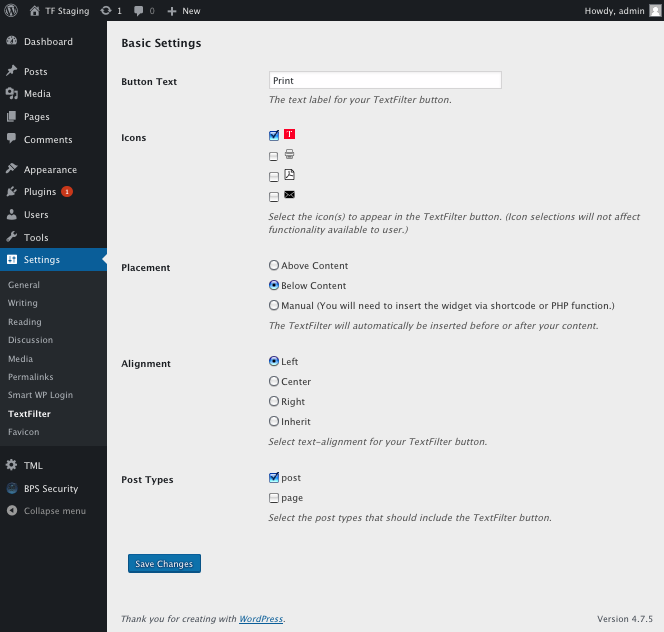 TF Staging 1 0 New Howdy, admin
Dashboard
Posts
Media
Pages
Comments
Appearance
Plugins 1
Users
Tools
Settings
General
Writing
Reading
Discussion
Media
Permalinks
Smart WP Login
TextFilter
Favicon
TML
BPS Security
Collapse menu
Basic Settings
Button Text
Print
The text label for your TextFilter button.
Icons
T
Select the icon(s) to appear in the TextFilter button. (Icon selections will not affect
functionality available to user.)
Placement
Above Content
Below Content
Manual (You will need to insert the widget via shortcode or PHP function.)
The TextFilter will automatically be inserted before or after your content.
Alignment
Left
Center
Right
Inherit
Select text-alignment for your TextFilter button.
Post Types
post
page
Select the post types that should include the TextFilter button.
Save Changes
Thank you for creating with WordPress. Version 4.7.5